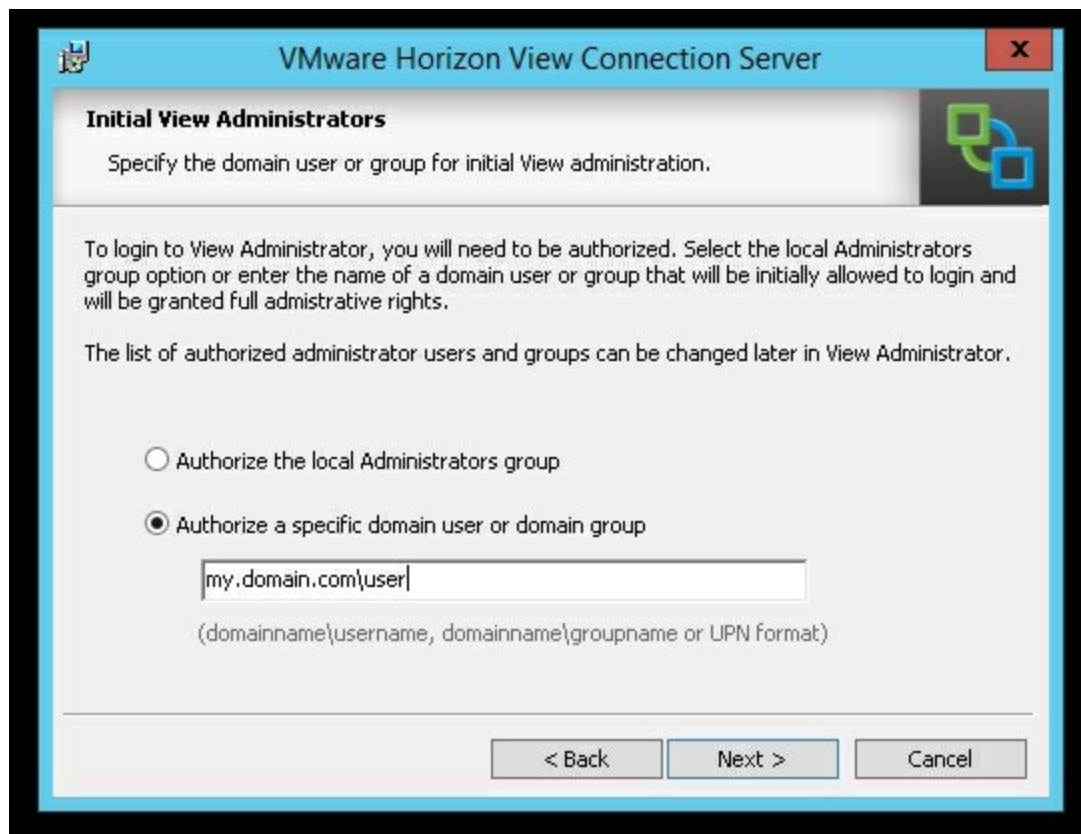 VMware Horizon View Connection Server
x
Initial View Administrators
Specify the domain user or group for initial View administration.
To login to View Administrator, you will need to be authorized. Select the local Administrators
group option or enter the name of a domain user or group that will be initially allowed to login and
will be granted full admistrative rights.
The list of authorized administrator users and groups can be changed later in View Administrator.
Authorize the local Administrators group
Authorize a specific domain user or domain group
my.domain.com\user
(domainname\username, domainname\groupname or UPN format)
< Back Next > Cancel